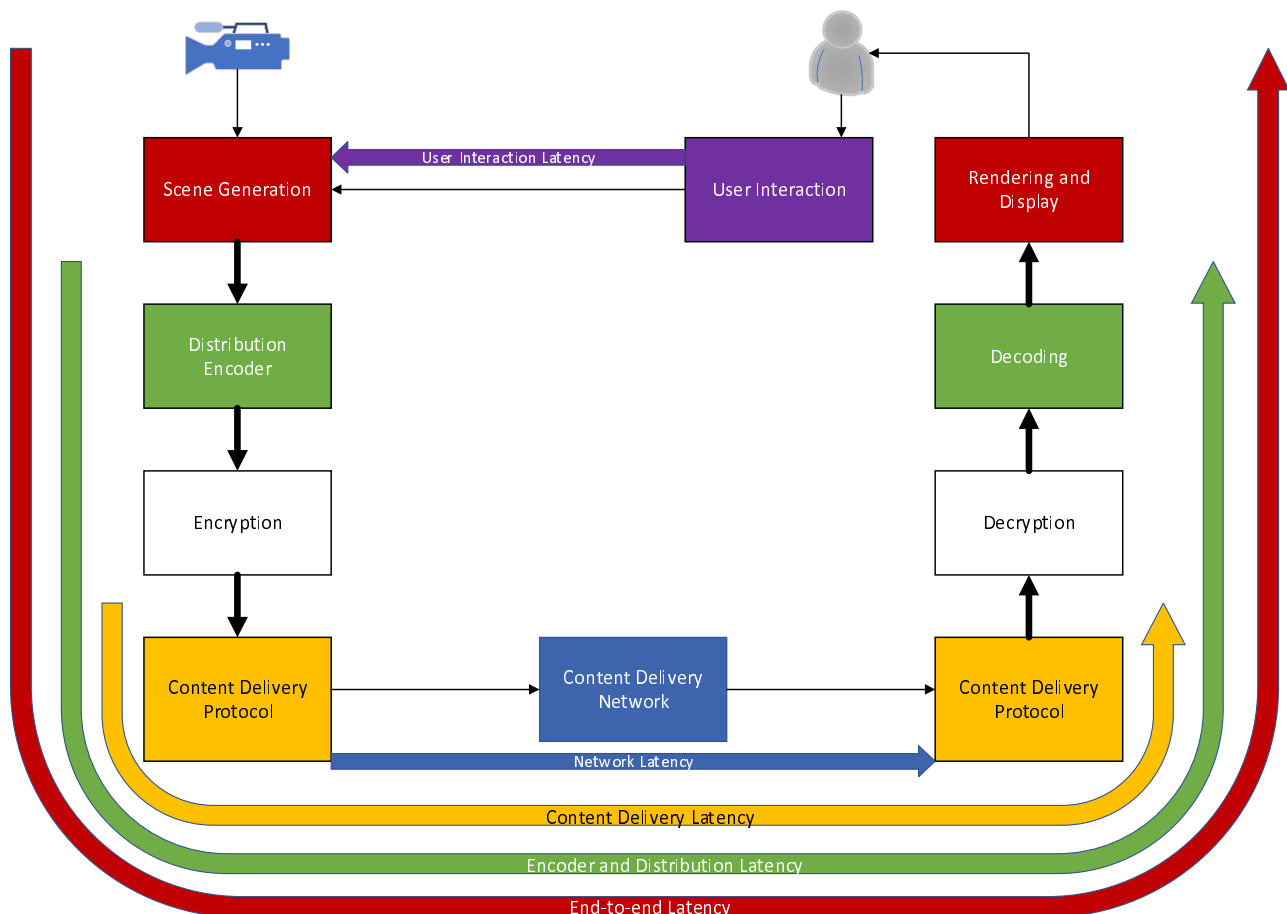 User Interaction Latency
Scene Generation
User Interaction
Rendering and
Display
Distribution
Encoder
Decoding
Encryption
Decryption
Content Delivery
Protocol
Content Delivery
Network
Content Delivery
Protocol
Network Latency
Content Delivery Latency
Encoder and Distribution Latency
End-to-end Latency